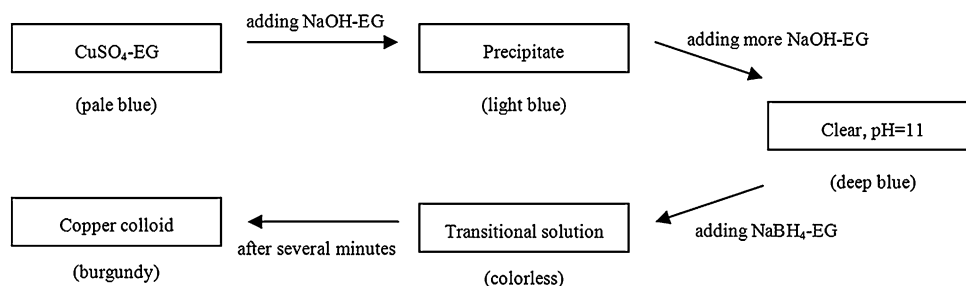 adding NaOH-EG
CuSO₄-EG
(pale blue)
Precipitate
(light blue)
adding more NaOH-EG
Clear, pH=11
(deep blue)
adding NaBH₄-EG
Transitional solution
(colorless)
after several minutes
Copper colloid
(burgundy)